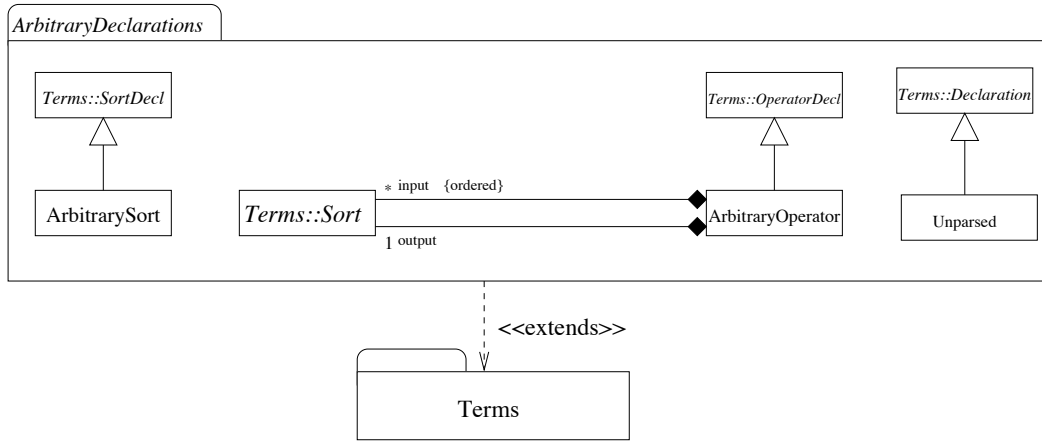 ArbitraryDeclarations
Terms::SortDecl
Terms::OperatorDecl
Terms::Declaration
ArbitrarySort
Terms::Sort
* input {ordered}
1 output
ArbitraryOperator
Unparsed
<<extends>>
Terms